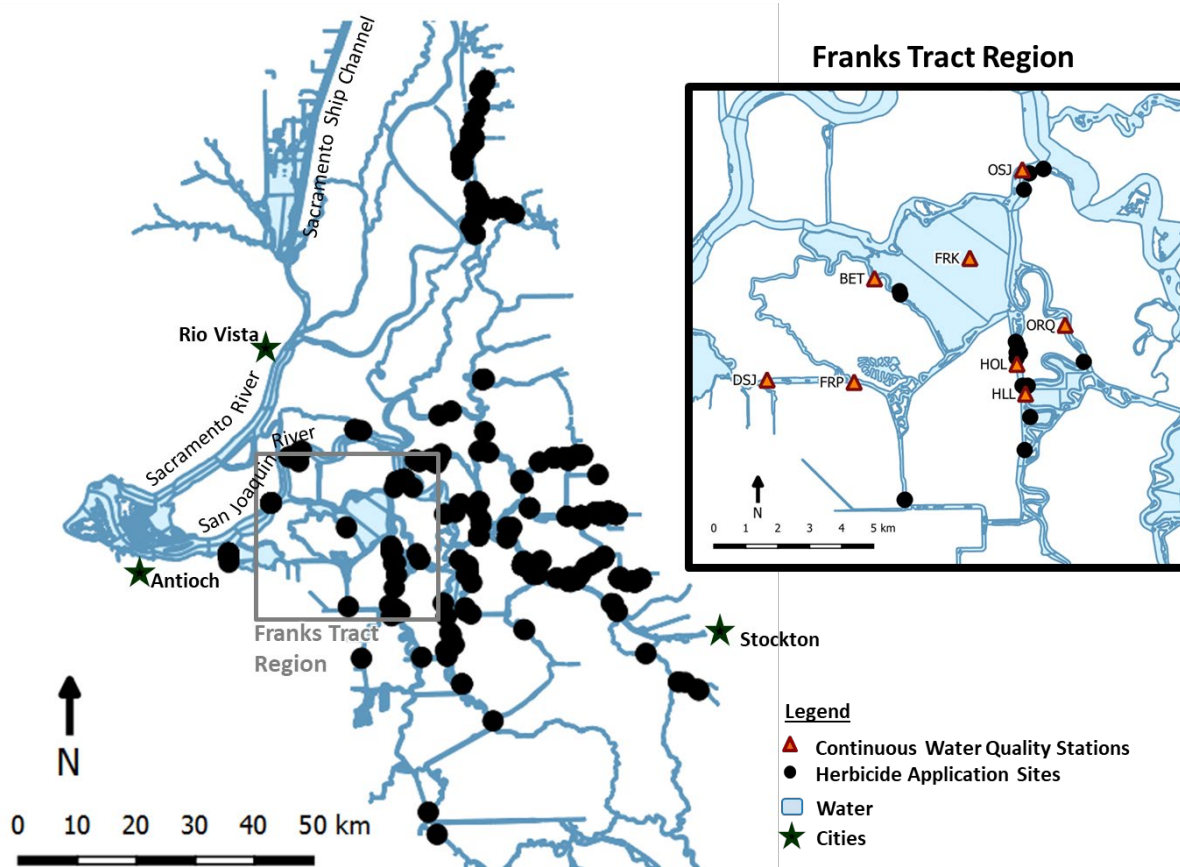 Sacramento Ship Channel
Rio Vista
Sacramento River
San Joaquin River
Antioch
Franks Tract
Region
Stockton
N
0 10 20 30 40 50 km
Franks Tract Region
OSJ
FRK
BET
ORQ
HOL
DSJ
FRP
HLL
N
0 1 2 3 4 5 km
Legend
Continuous Water Quality Stations
Herbicide Application Sites
Water
Cities